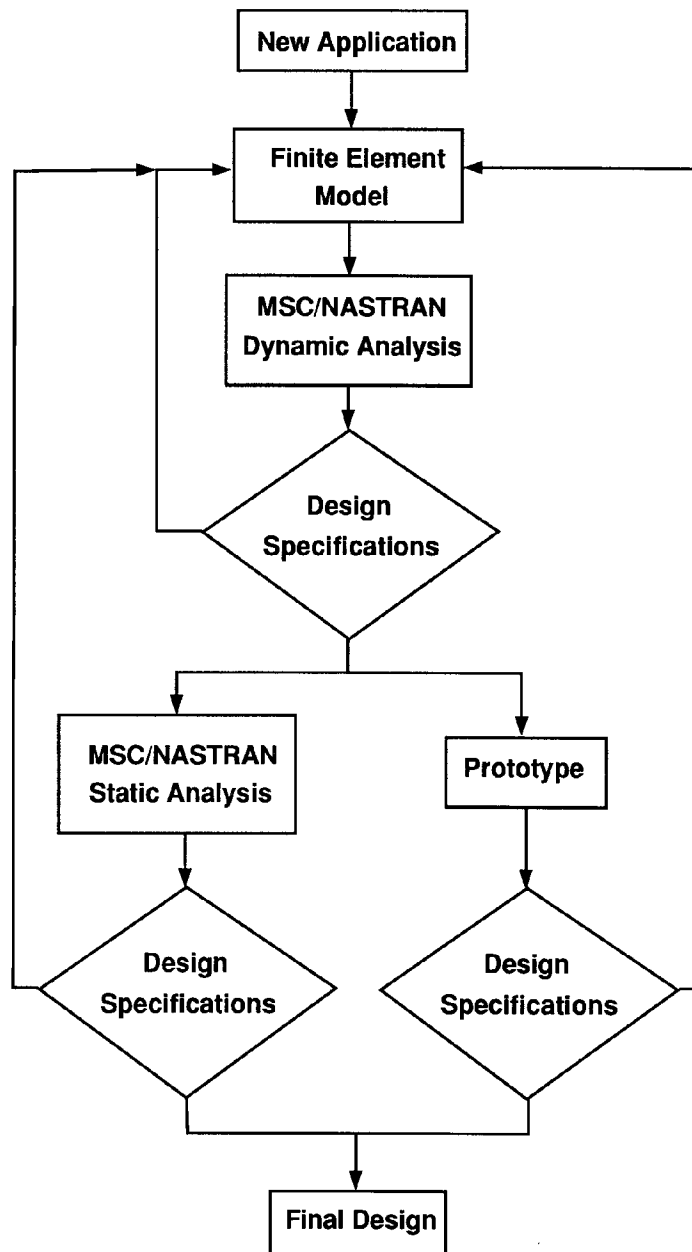 New Application
Finite Element
Model
MSC/NASTRAN
Dynamic Analysis
Design
Specifications
MSC/NASTRAN
Static Analysis
Prototype
Design
Specifications
Design
Specifications
Final Design